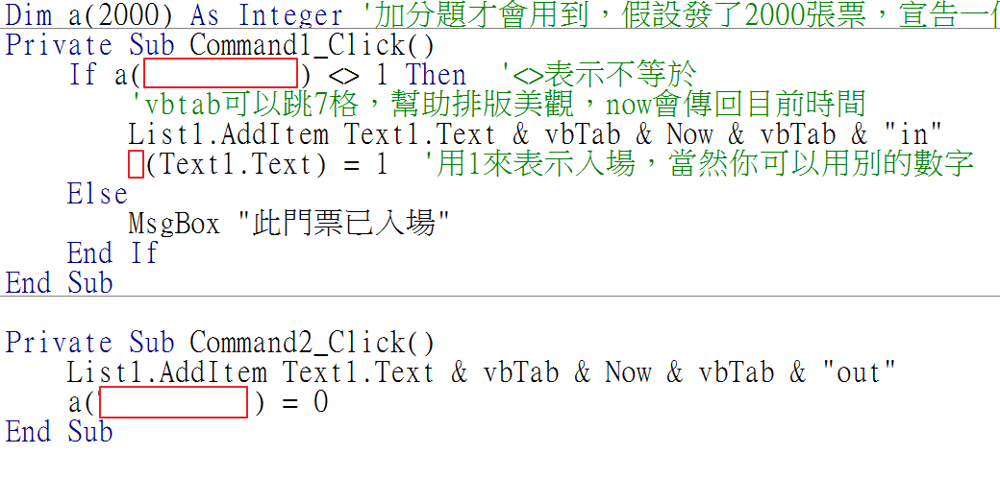 Dim a(2000) As Integer '加分題才會用到，假設發了2000張票，宣告一
Private Sub Command1_Click()
If a( ) <> 1 Then '<>表示不等於
'vbtab可以跳7格，幫助排版美觀，now會傳回目前時間
List1.AddItem Text1.Text & vbTab & Now & vbTab & "in"
(Text1.Text) = 1 '用1來表示入場，當然你可以用別的數字
Else
MsgBox "此門票已入場"
End If
End Sub
Private Sub Command2_Click()
List1.AddItem Text1.Text & vbTab & Now & vbTab & "out"
a( ) = 0
End Sub